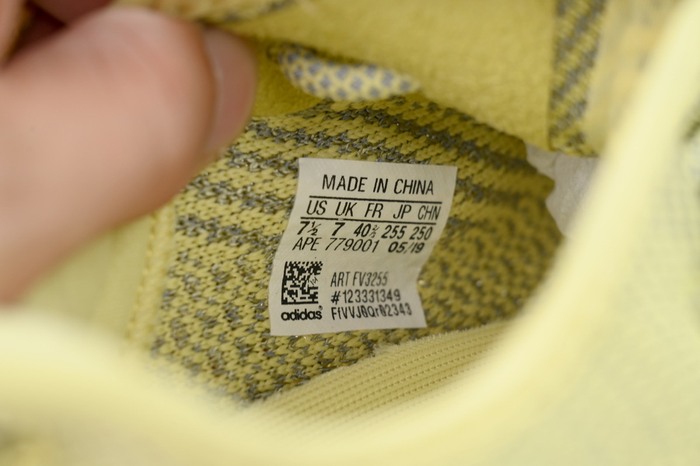 MADE IN CHINA
US UK FR JP CHN
7½ 7 40⅔ 255 250
APE 779001 05/19
ART FV3255
#123331349
FfVVJ0Qr02343
adidas